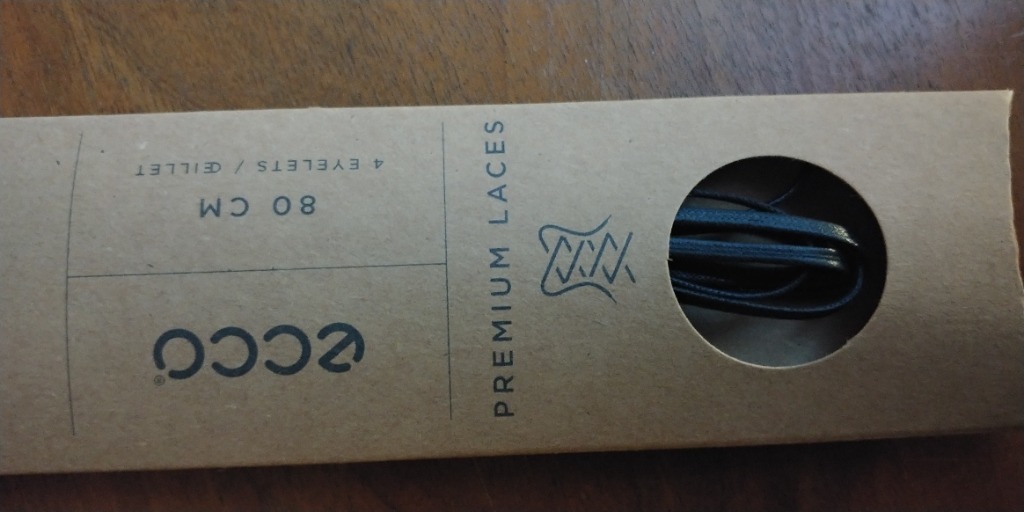 ecco®
80 CM
4 EYELETS / ŒILLET
PREMIUM LACES